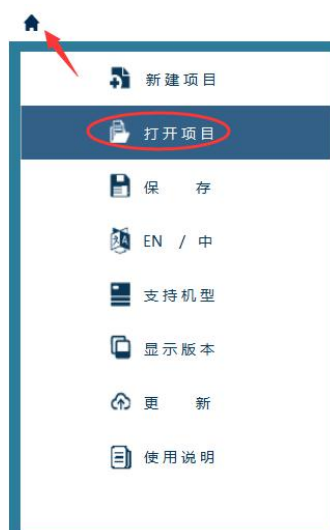 新建项目
打开项目
保 存
EN / 中
支持机型
显示版本
更 新
使用说明